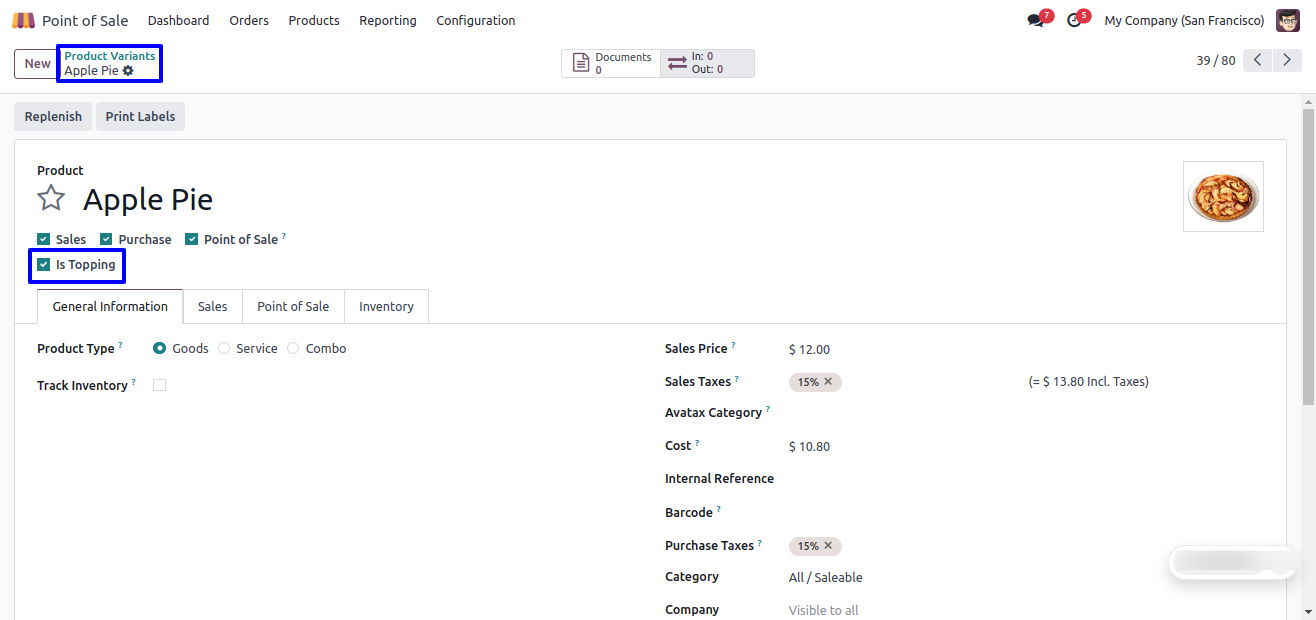 Point of Sale Dashboard Orders Products Reporting Configuration 7 5 My Company (San Francisco)
New Product Variants Apple Pie Documents 0 In: 0 Out: 0 39 / 80
Replenish Print Labels
Product
Apple Pie
Sales Purchase Point of Sale ?
Is Topping
General Information Sales Point of Sale Inventory
Product Type ? Goods Service Combo
Track Inventory ?
Sales Price ? $ 12.00
Sales Taxes ? 15% ✕ (= $ 13.80 Incl. Taxes)
Avatax Category ?
Cost ? $ 10.80
Internal Reference
Barcode ?
Purchase Taxes ? 15% ✕
Category All / Saleable
Company Visible to all